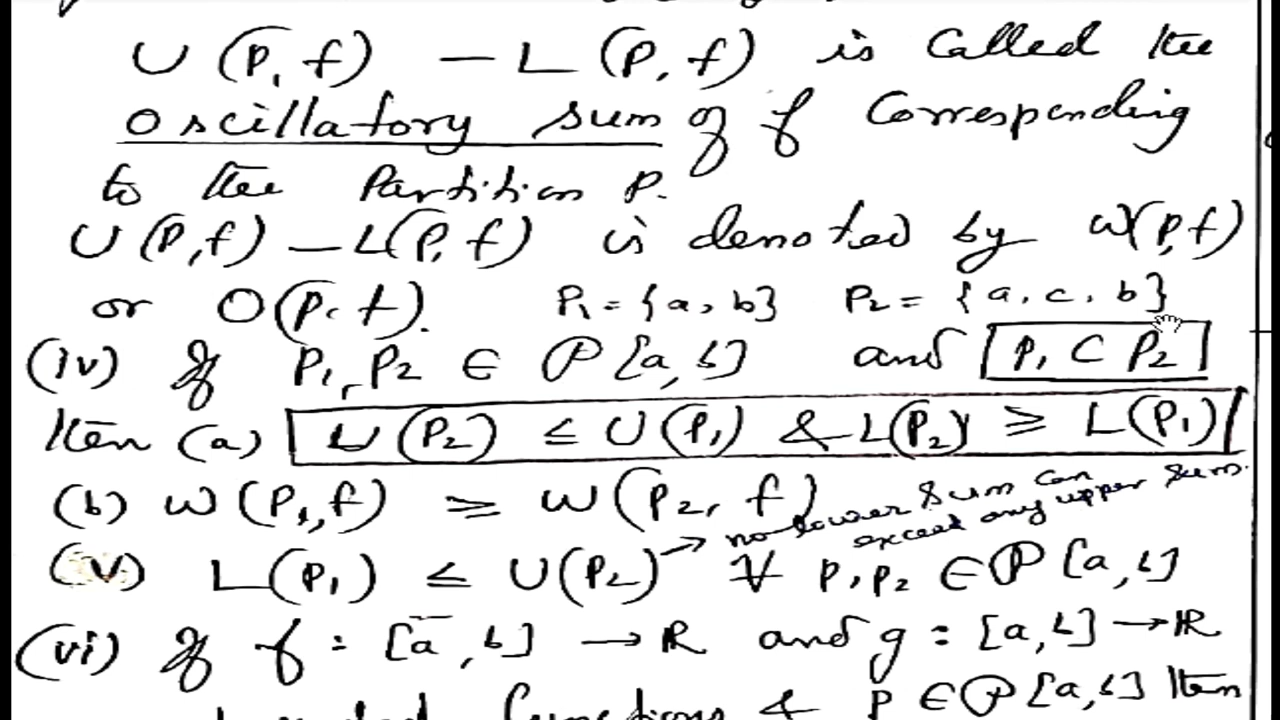 U(P, f) — L(P, f) is called the
oscillatory sum of f corresponding
to the Partition P.
U(P, f) — L(P, f) is denoted by W(P, f)
or O(P, f). P1 = {a, b} P2 = {a, c, b}
(iv) If P1, P2 ∈ P[a, b] and P1 ⊂ P2
then (a) U(P2) ≤ U(P1) & L(P2) ≥ L(P1)
(b) W(P1, f) ≥ W(P2, f)
→ no lower sum can
exceed any upper sum.
(v) L(P1) ≤ U(P2) ∀ P1 P2 ∈ P[a, b]
(vi) If f : [a, b] → ℝ and g : [a, b] → ℝ
functions & P ∈ P[a, b] then